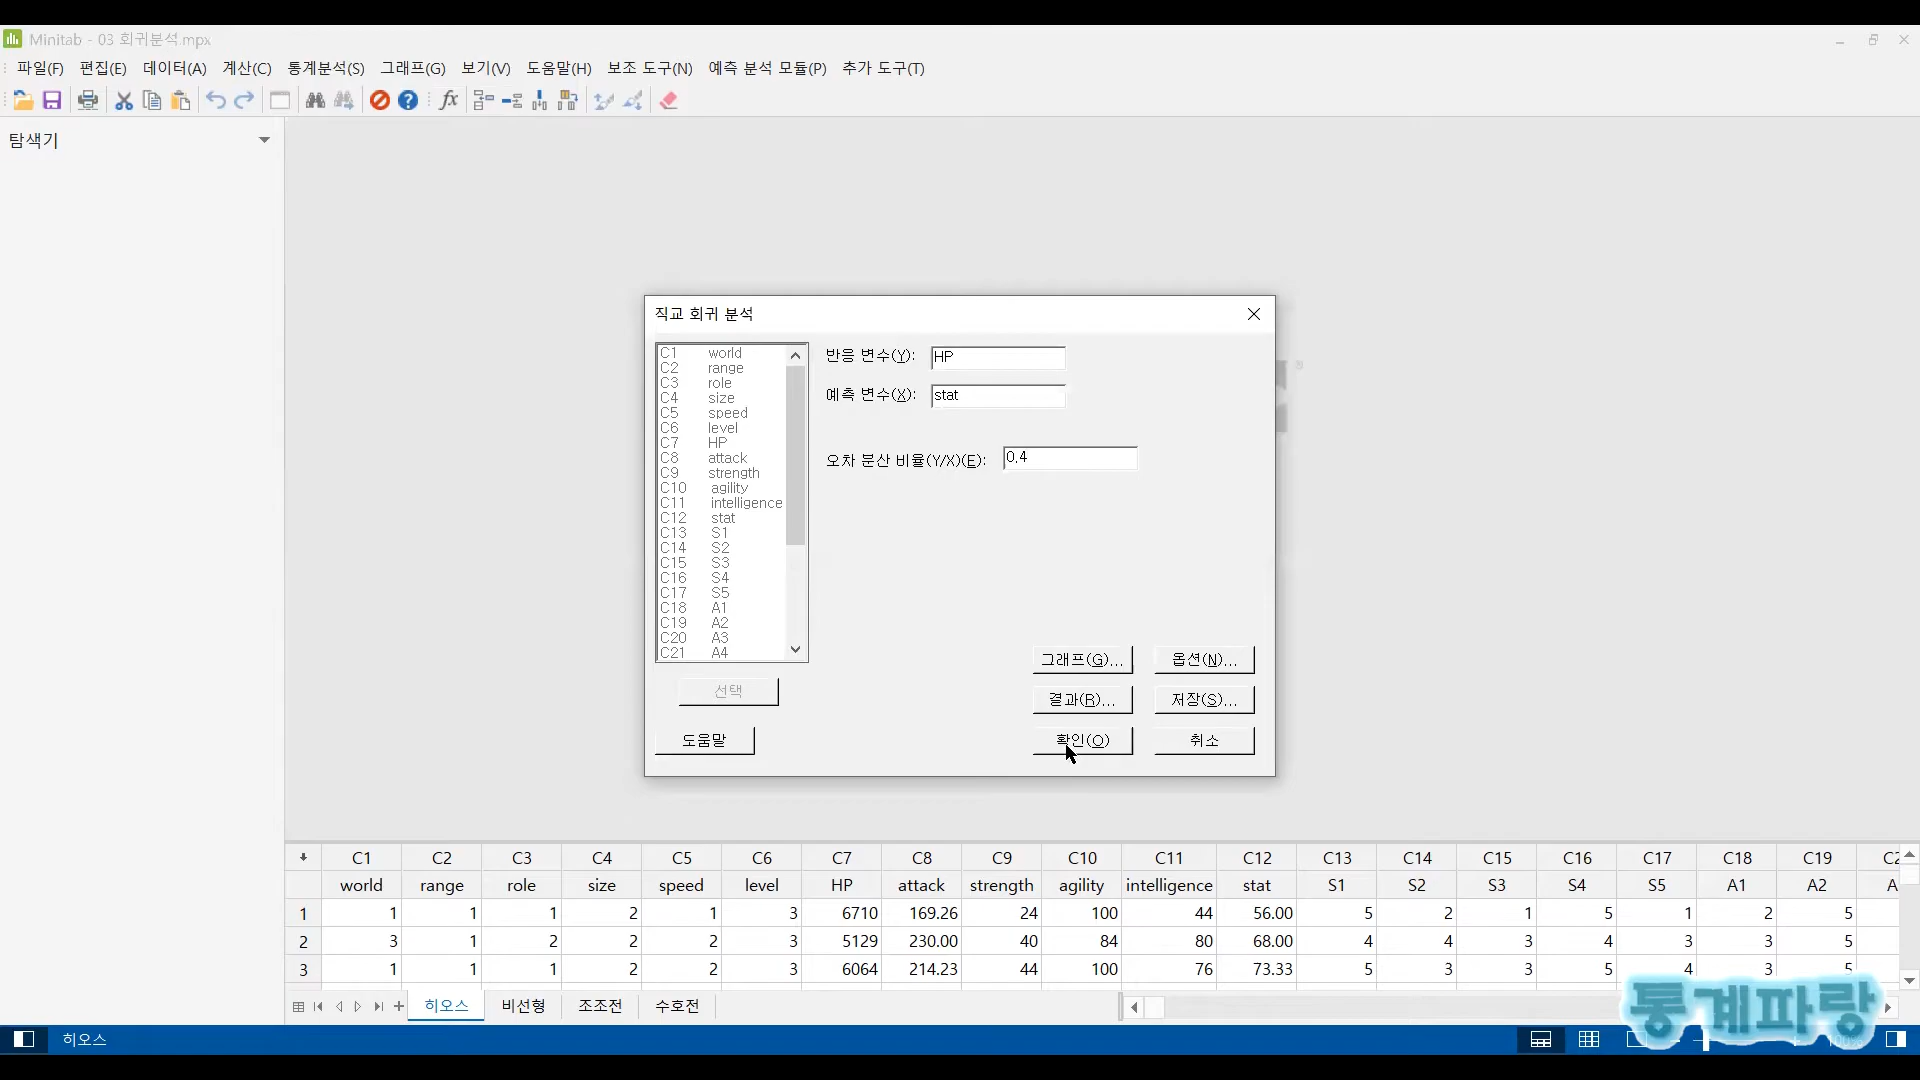 Minitab - 03 회귀분석.mpx
파일(F) 편집(E) 데이터(A) 계산(C) 통계분석(S) 그래프(G) 보기(V) 도움말(H) 보조 도구(N) 예측 분석 모듈(P) 추가 도구(T)
탐색기
직교 회귀 분석
C1 world
C2 range
C3 role
C4 size
C5 speed
C6 level
C7 HP
C8 attack
C9 strength
C10 agility
C11 intelligence
C12 stat
C13 S1
C14 S2
C15 S3
C16 S4
C17 S5
C18 A1
C19 A2
C20 A3
C21 A4
반응 변수(Y): HP
예측 변수(X): stat
오차 분산 비율(Y/X)(E): 0.4
그래프(G)... 옵션(N)...
선택 결과(R)... 저장(S)...
도움말 확인(O) 취소
C1 C2 C3 C4 C5 C6 C7 C8 C9 C10 C11 C12 C13 C14 C15 C16 C17 C18 C19 C2
world range role size speed level HP attack strength agility intelligence stat S1 S2 S3 S4 S5 A1 A2 A
1 1 1 1 2 1 3 6710 169.26 24 100 44 56.00 5 2 1 5 1 2 5
2 3 1 2 2 2 3 5129 230.00 40 84 80 68.00 4 4 3 4 3 3 5
3 1 1 1 2 2 3 6064 214.23 44 100 76 73.33 5 3 3 5 4 3 5
히오스 비선형 조조전 수호전
통계파랑
히오스